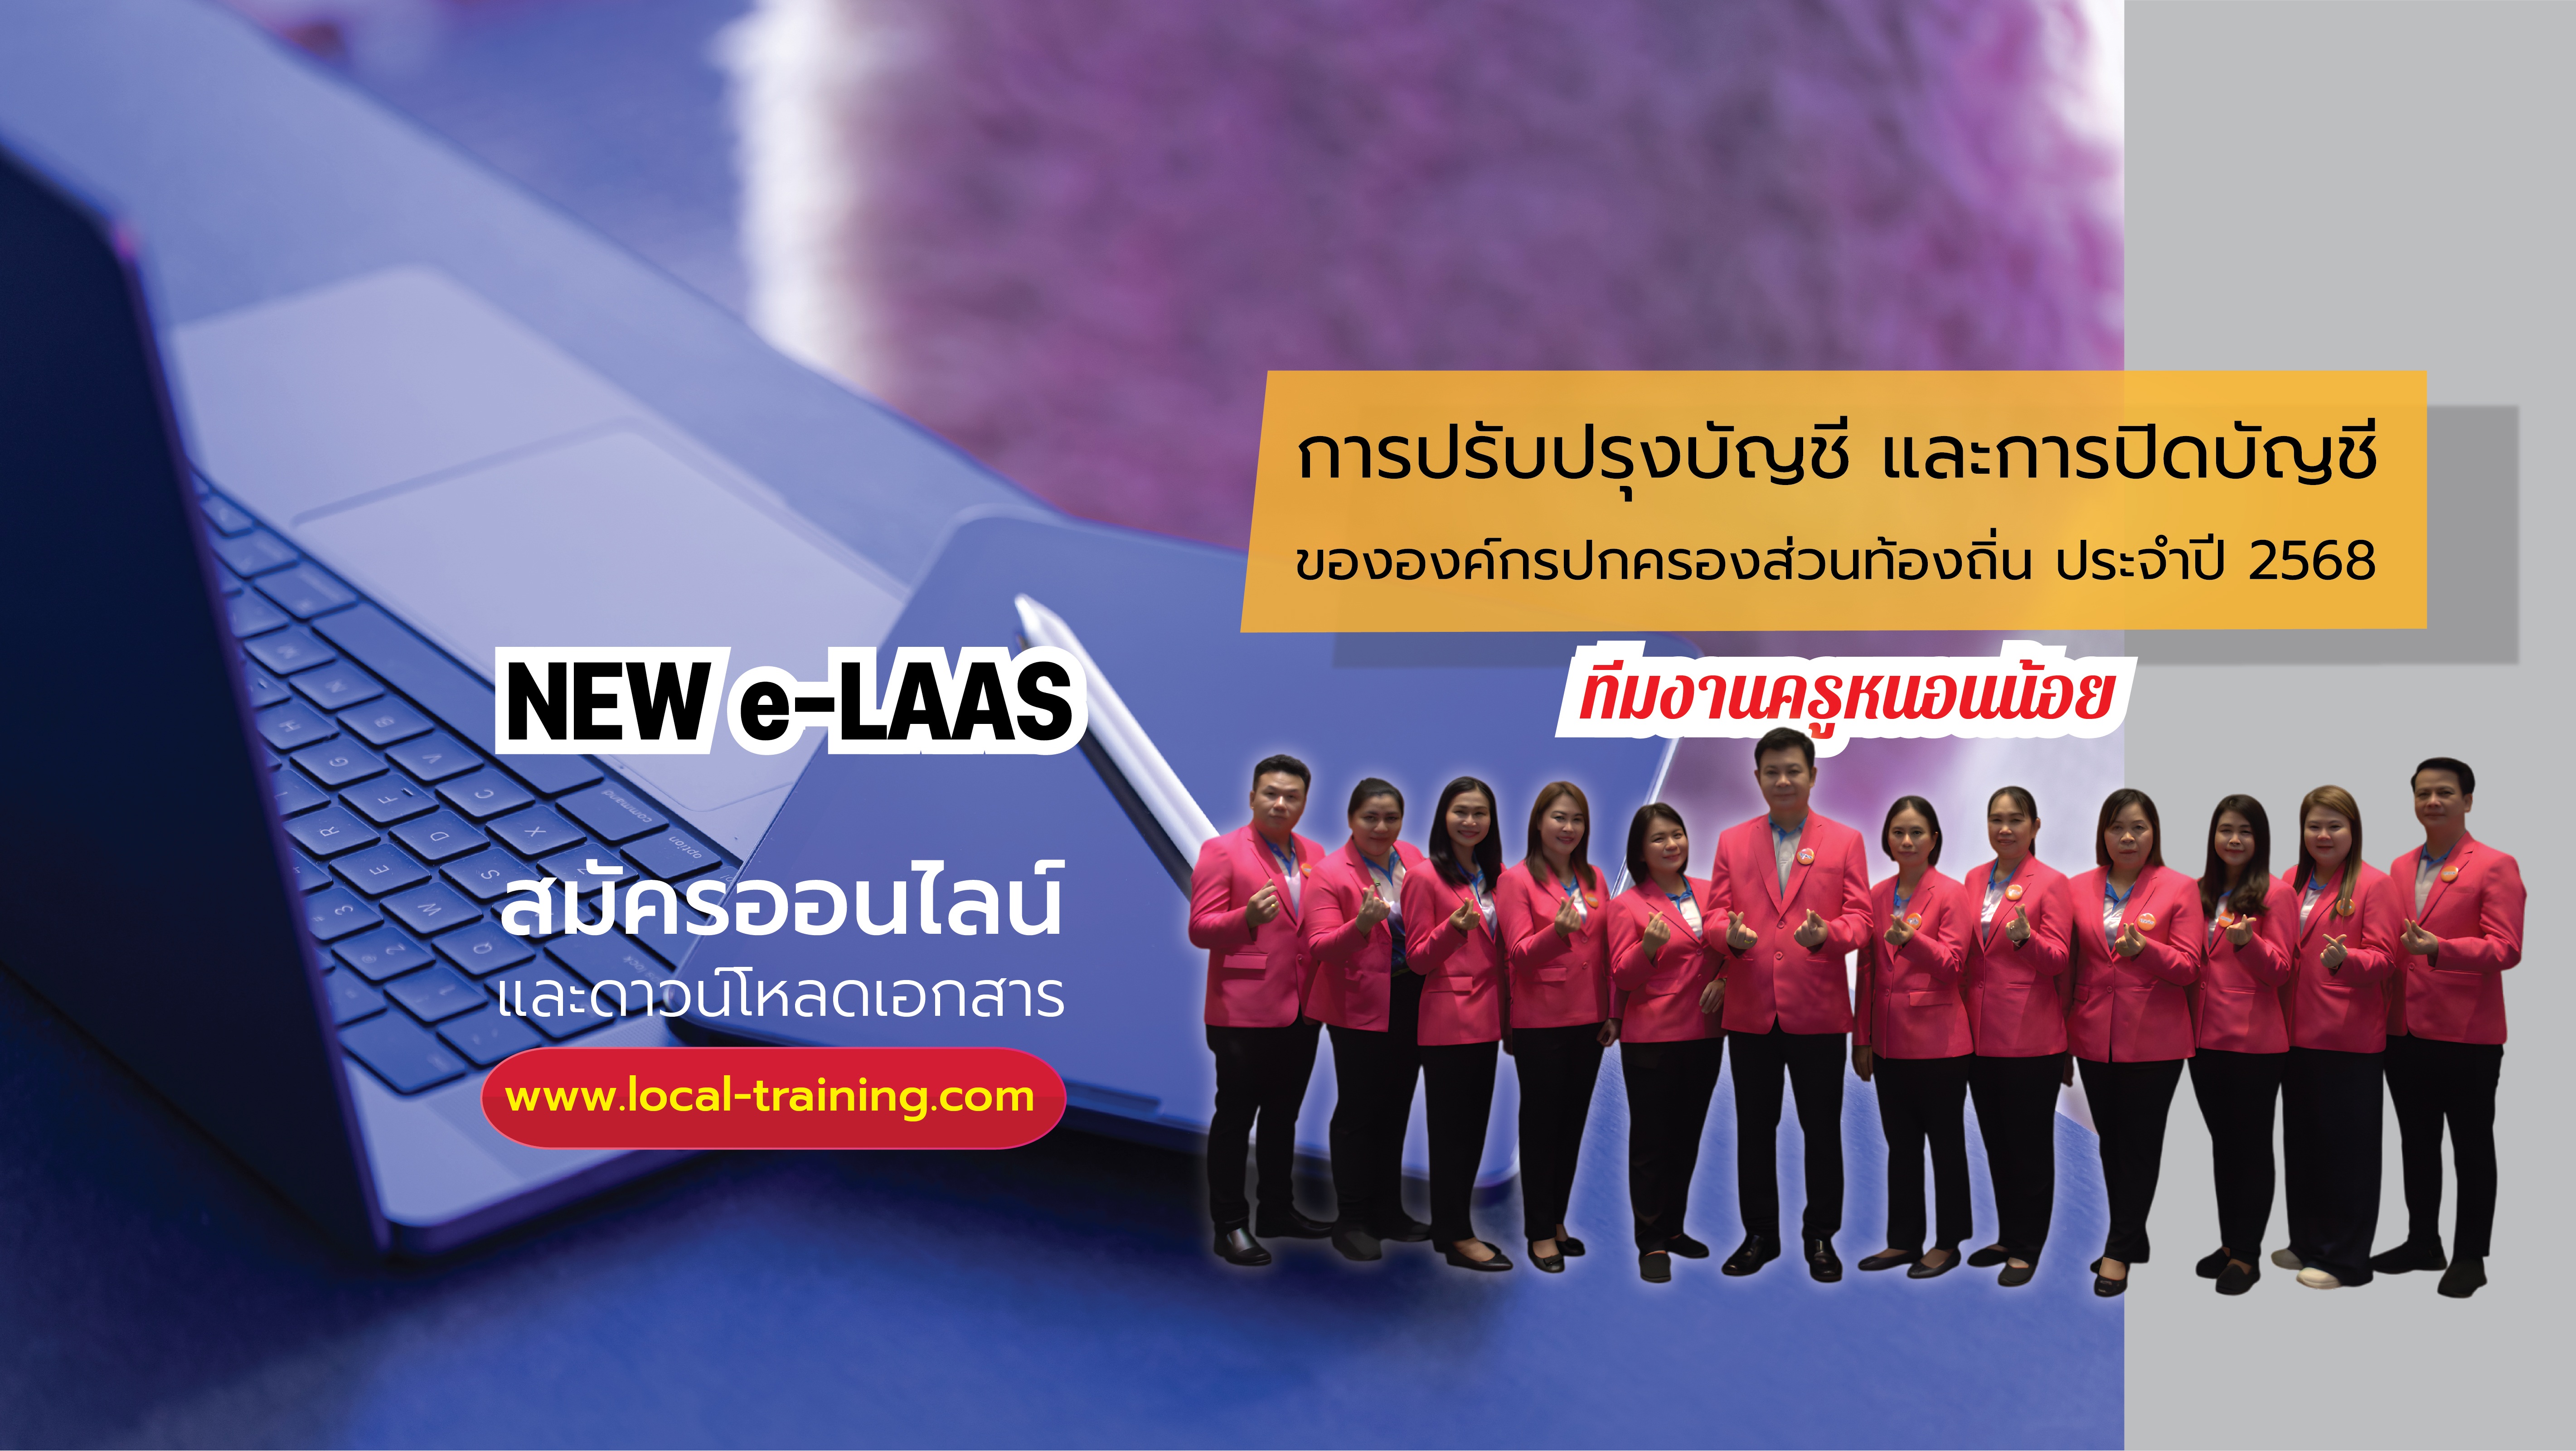 การปรับปรุงบัญชี และการปิดบัญชี
ขององค์กรปกครองส่วนท้องถิ่น ประจำปี 2568
ทีมงานครูหนอนน้อย
NEW e-LAAS
สมัครออนไลน์
และดาวน์โหลดเอกสาร
www.local-training.com
command
option